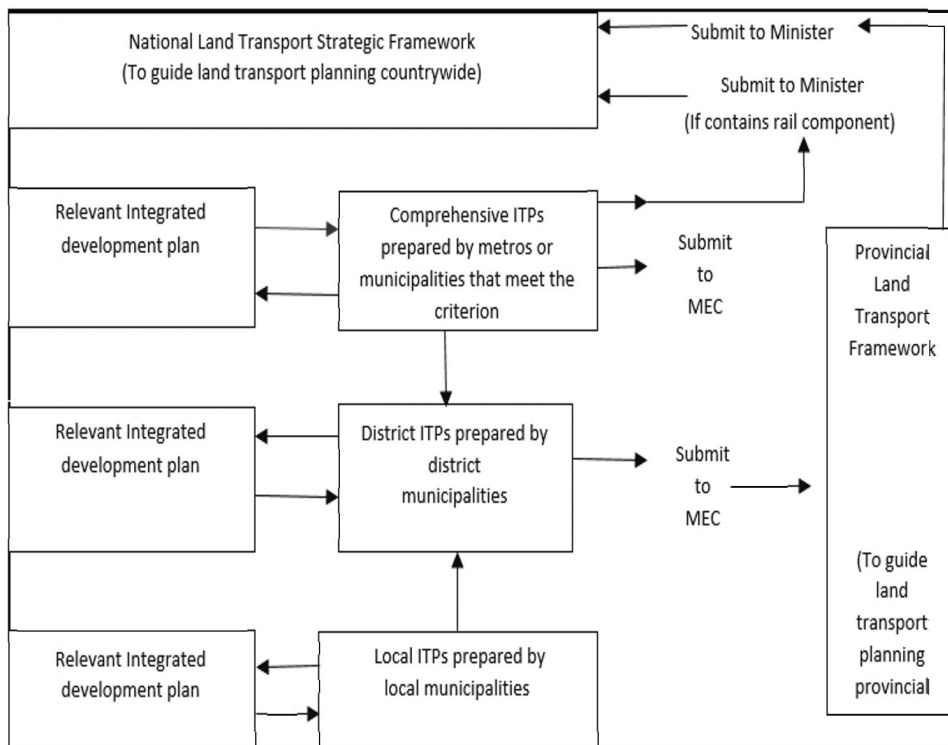 National Land Transport Strategic Framework
(To guide land transport planning countrywide)
Submit to Minister
Submit to Minister
(If contains rail component)
Relevant Integrated
development plan
Comprehensive ITPs
prepared by metros or
municipalities that meet the
criterion
Submit
to
MEC
Provincial
Land
Transport
Framework
Relevant Integrated
development plan
District ITPs prepared by
district
municipalities
Submit
to
MEC
(To guide
land
transport
planning
provincial
Relevant Integrated
development plan
Local ITPs prepared by
local municipalities